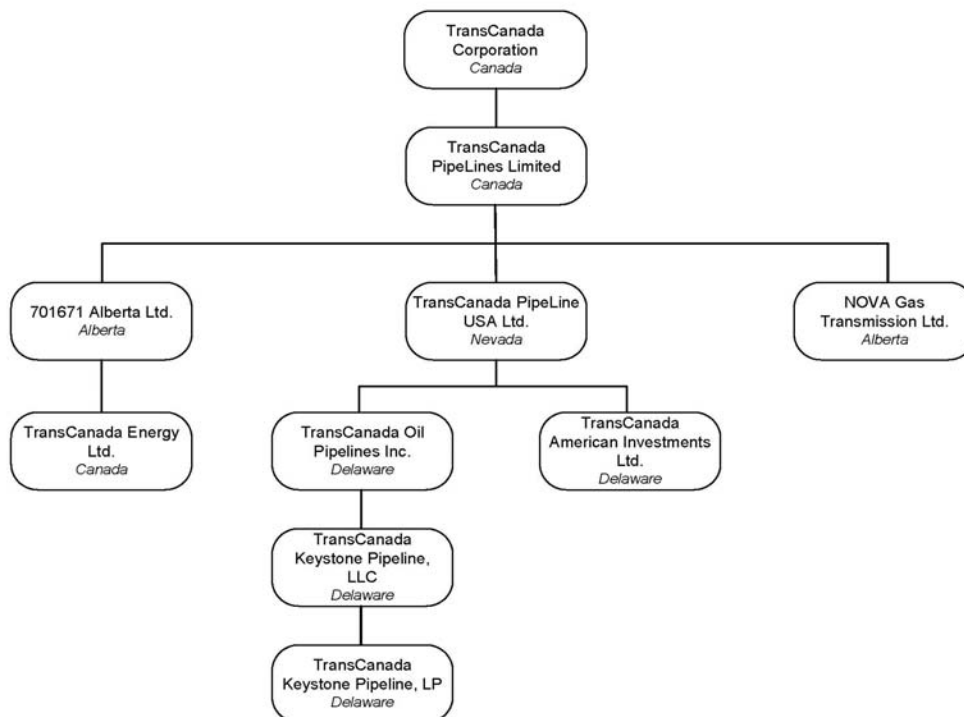 TransCanada
Corporation
Canada
TransCanada
PipeLines Limited
Canada
701671 Alberta Ltd.
Alberta
TransCanada PipeLine
USA Ltd.
Nevada
NOVA Gas
Transmission Ltd.
Alberta
TransCanada Energy
Ltd.
Canada
TransCanada Oil
Pipelines Inc.
Delaware
TransCanada
American Investments
Ltd.
Delaware
TransCanada
Keystone Pipeline,
LLC
Delaware
TransCanada
Keystone Pipeline, LP
Delaware